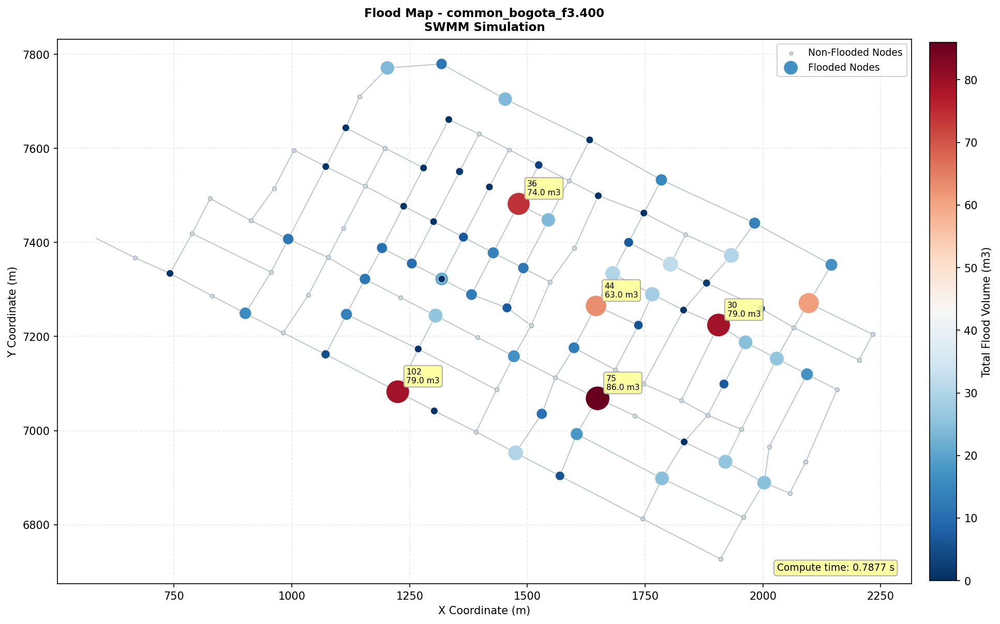 Flood Map - common_bogota_f3.400
SWMM Simulation
Non-Flooded Nodes
Flooded Nodes
7800
7600
7400
7200
7000
6800
Y Coordinate (m)
36
74.0 m3
44
63.0 m3
30
79.0 m3
102
79.0 m3
75
86.0 m3
Compute time: 0.7877 s
750
1000
1250
1500
1750
2000
2250
X Coordinate (m)
80
70
60
50
40
30
20
10
0
Total Flood Volume (m3)